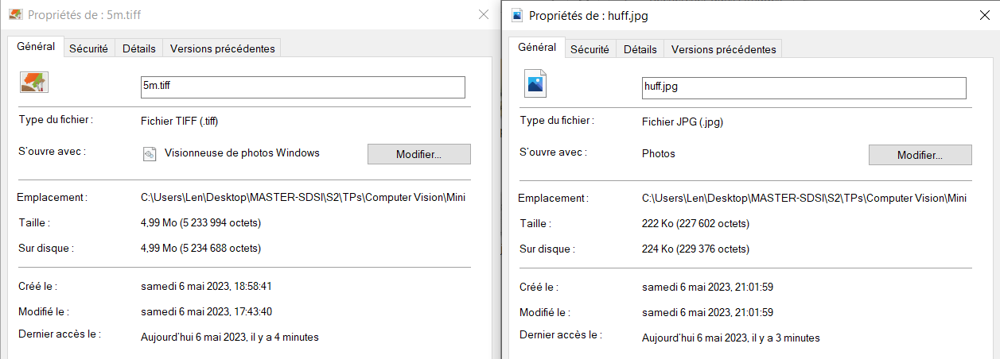 Propriétés de : 5m.tiff
Général Sécurité Détails Versions précédentes
5m.tiff
Type du fichier : Fichier TIFF (.tiff)
S'ouvre avec : Visionneuse de photos Windows Modifier...
Emplacement : C:\Users\Len\Desktop\MASTER-SDSI\S2\TPs\Computer Vision\Mini
Taille : 4,99 Mo (5 233 994 octets)
Sur disque : 4,99 Mo (5 234 688 octets)
Créé le : samedi 6 mai 2023, 18:58:41
Modifié le : samedi 6 mai 2023, 17:43:40
Dernier accès le : Aujourd'hui 6 mai 2023, il y a 4 minutes
Propriétés de : huff.jpg
Général Sécurité Détails Versions précédentes
huff.jpg
Type du fichier : Fichier JPG (.jpg)
S'ouvre avec : Photos Modifier...
Emplacement : C:\Users\Len\Desktop\MASTER-SDSI\S2\TPs\Computer Vision\Mini
Taille : 222 Ko (227 602 octets)
Sur disque : 224 Ko (229 376 octets)
Créé le : samedi 6 mai 2023, 21:01:59
Modifié le : samedi 6 mai 2023, 21:01:59
Dernier accès le : Aujourd'hui 6 mai 2023, il y a 3 minutes